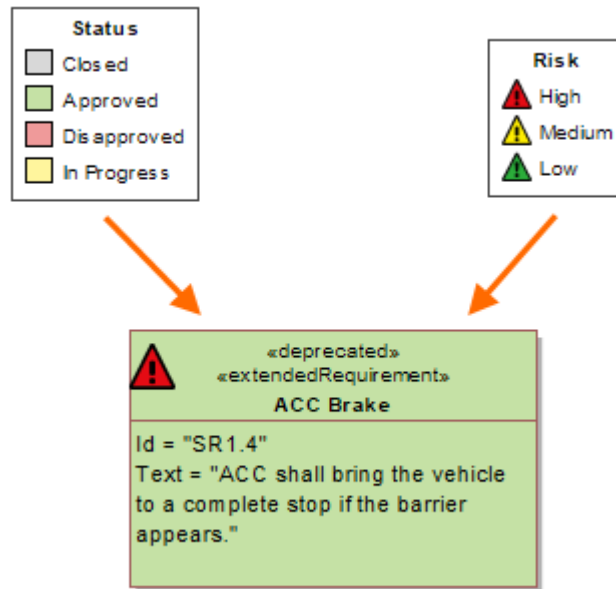 Status
Closed
Approved
Disapproved
In Progress
Risk
High
Medium
Low
«deprecated»
«extendedRequirement»
ACC Brake
Id = "SR1.4"
Text = "ACC shall bring the vehicle
to a complete stop if the barrier
appears."